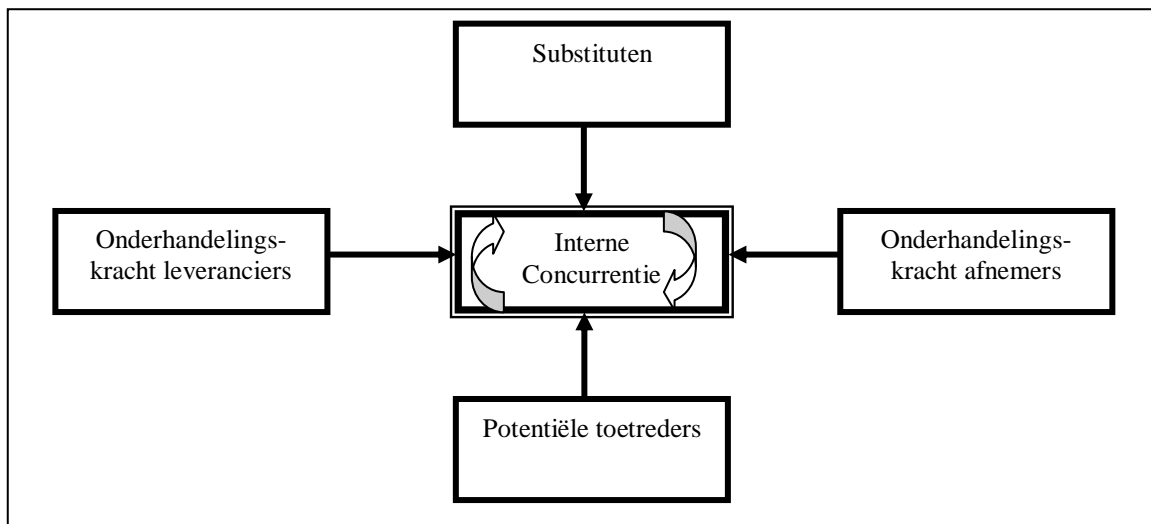 Substituten
Onderhandelings-
kracht leveranciers
Interne
Concurrentie
Onderhandelings-
kracht afnemers
Potentiële toetreders